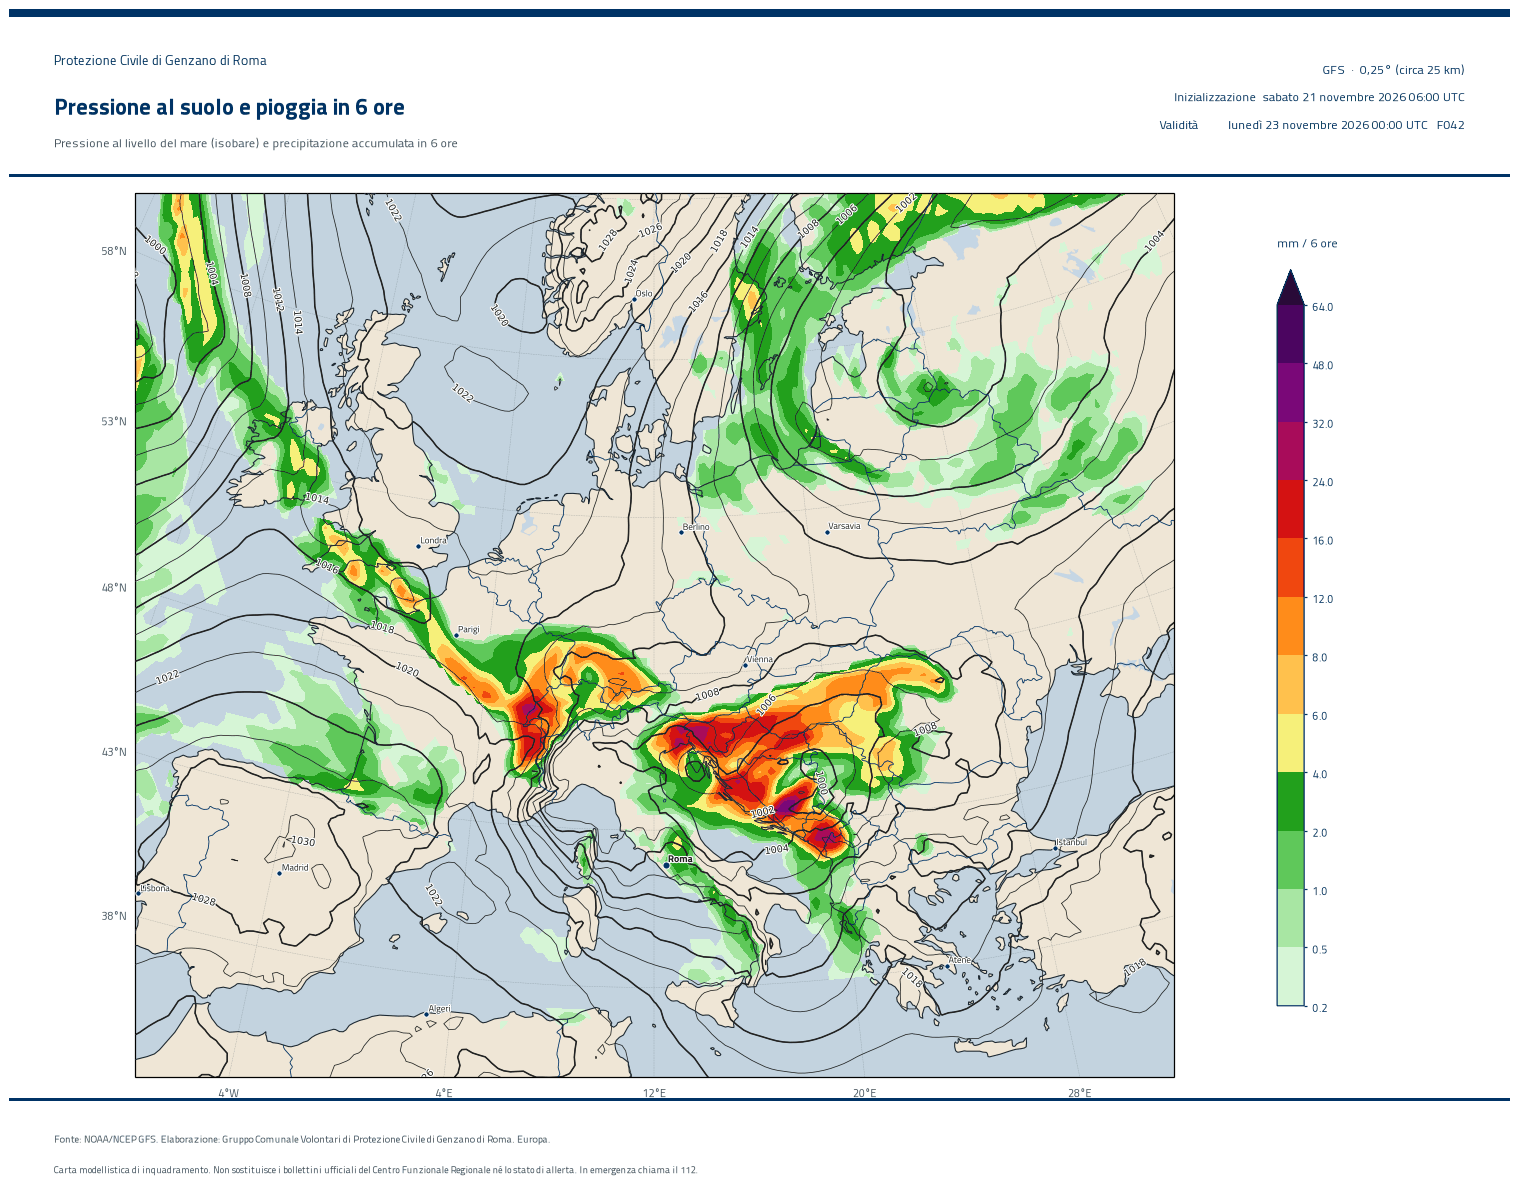 Protezione Civile di Genzano di Roma
Pressione al suolo e pioggia in 6 ore
Pressione al livello del mare (isobare) e precipitazione accumulata in 6 ore
GFS · 0,25° (circa 25 km)
Inizializzazione sabato 21 novembre 2026 06:00 UTC
Validità lunedì 23 novembre 2026 00:00 UTC F042
mm / 6 ore
64.0
48.0
32.0
24.0
16.0
12.0
8.0
6.0
4.0
2.0
1.0
0.5
0.2
58°N
53°N
48°N
43°N
38°N
4°W
4°E
12°E
20°E
28°E
1000
1004
1008
1012
1014
1022
1020
1022
1028
1026
1024
1020
1018
1016
1014
1008
1006
1002
1004
Oslo
1014
1016
Londra
Berlino
Varsavia
1018
Parigi
1020
1022
Vienna
1008
1006
1008
1000
1002
1004
1030
Madrid
Lisbona
1028
1022
Roma
Istanbul
Atene
1018
1018
Algeri
Fonte: NOAA/NCEP GFS. Elaborazione: Gruppo Comunale Volontari di Protezione Civile di Genzano di Roma. Europa.
Carta modellistica di inquadramento. Non sostituisce i bollettini ufficiali del Centro Funzionale Regionale né lo stato di allerta. In emergenza chiama il 112.